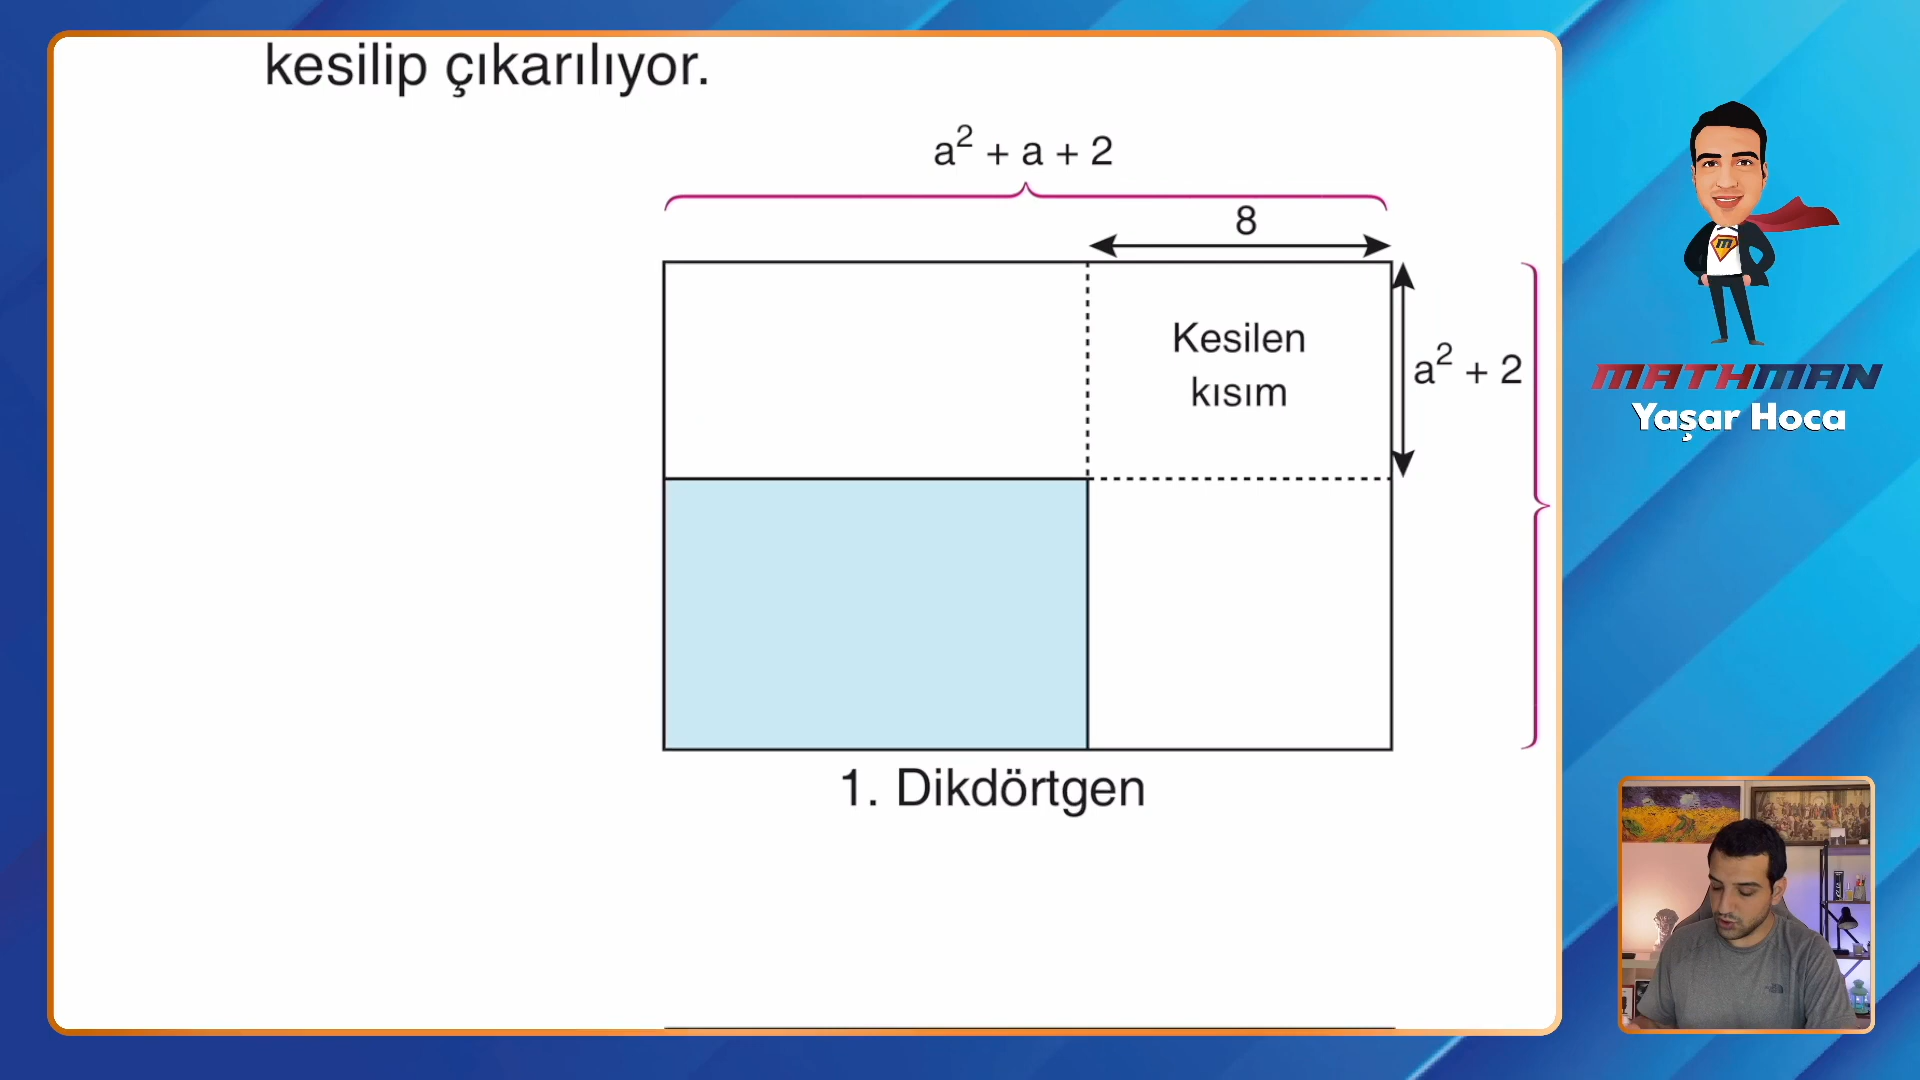 kesilip çıkarılıyor.
a² + a + 2
8
Kesilen
kısım
a² + 2
1. Dikdörtgen
MATHMAN
Yaşar Hoca